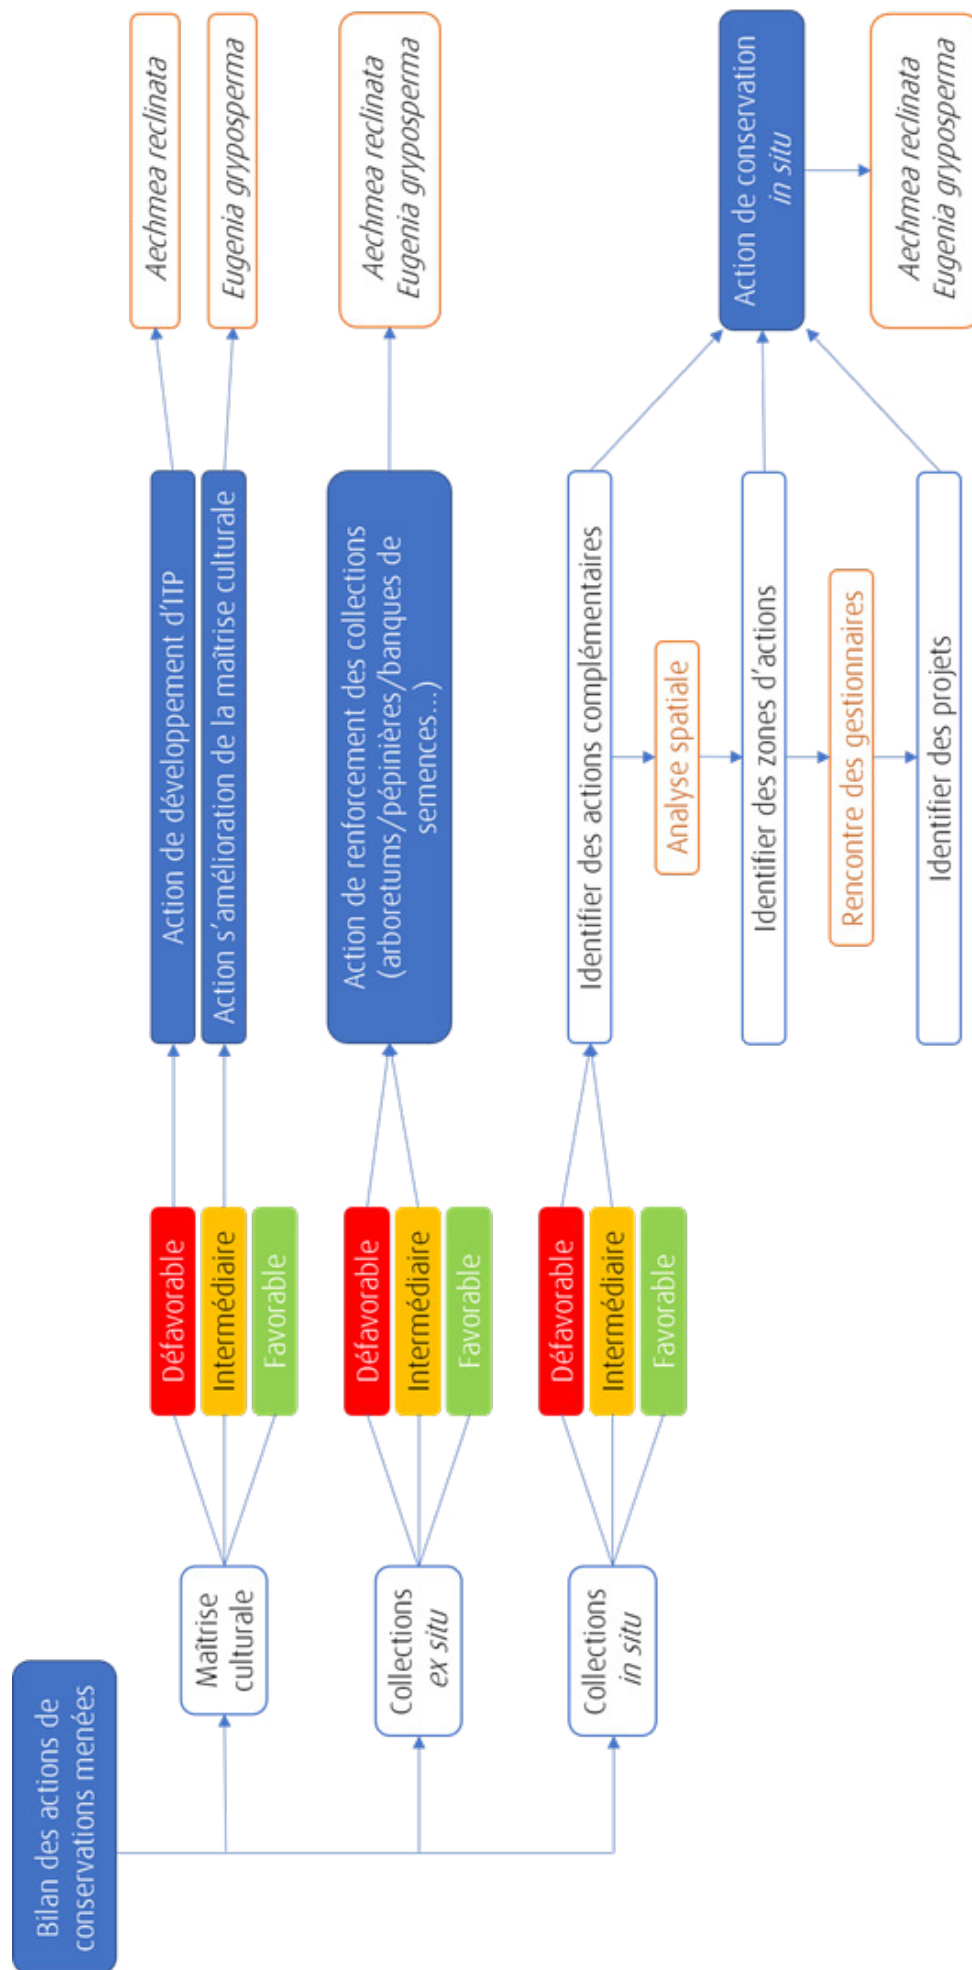 Bilan des actions de
conservations menées
Maîtrise
culturale
Défavorable
Intermédiaire
Favorable
Action de développement d'ITP
Action s'amélioration de la maîtrise culturale
Aechmea reclinata
Eugenia gryposperma
Collections
ex situ
Défavorable
Intermédiaire
Favorable
Action de renforcement des collections
(arboretums/pépinières/banques de
semences...)
Aechmea reclinata
Eugenia gryposperma
Collections
in situ
Défavorable
Intermédiaire
Favorable
Identifier des actions complémentaires
Analyse spatiale
Identifier des zones d'actions
Rencontre des gestionnaires
Identifier des projets
Action de conservation
in situ
Aechmea reclinata
Eugenia gryposperma